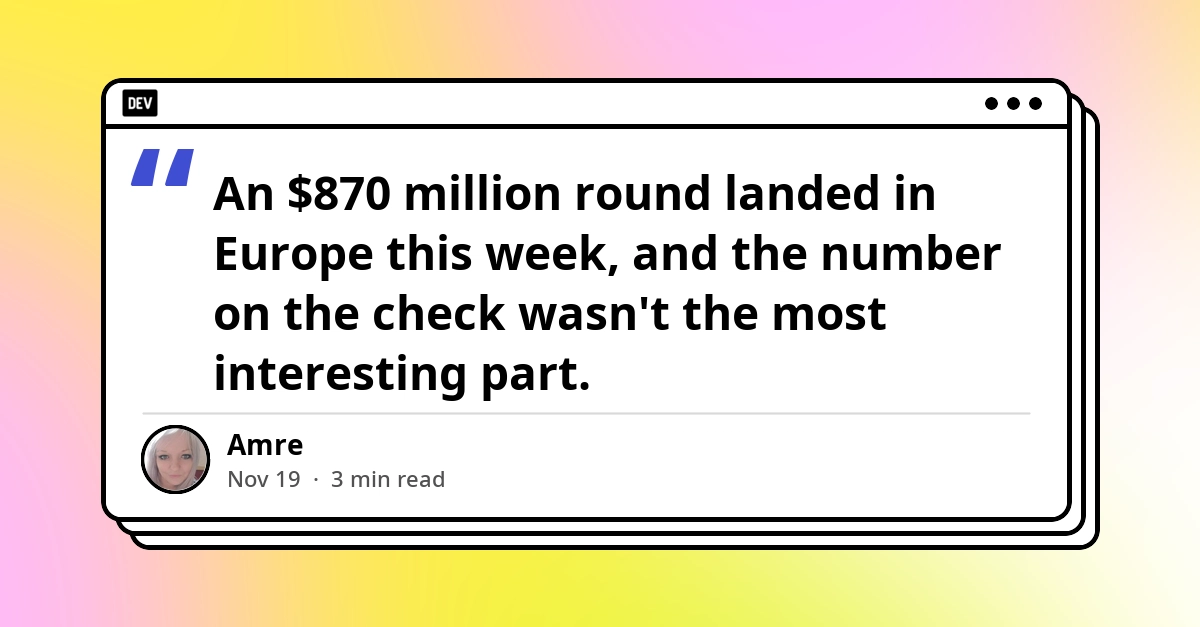 DEV
An $870 million round landed in
Europe this week, and the number
on the check wasn't the most
interesting part.
Amre
Nov 19 · 3 min read